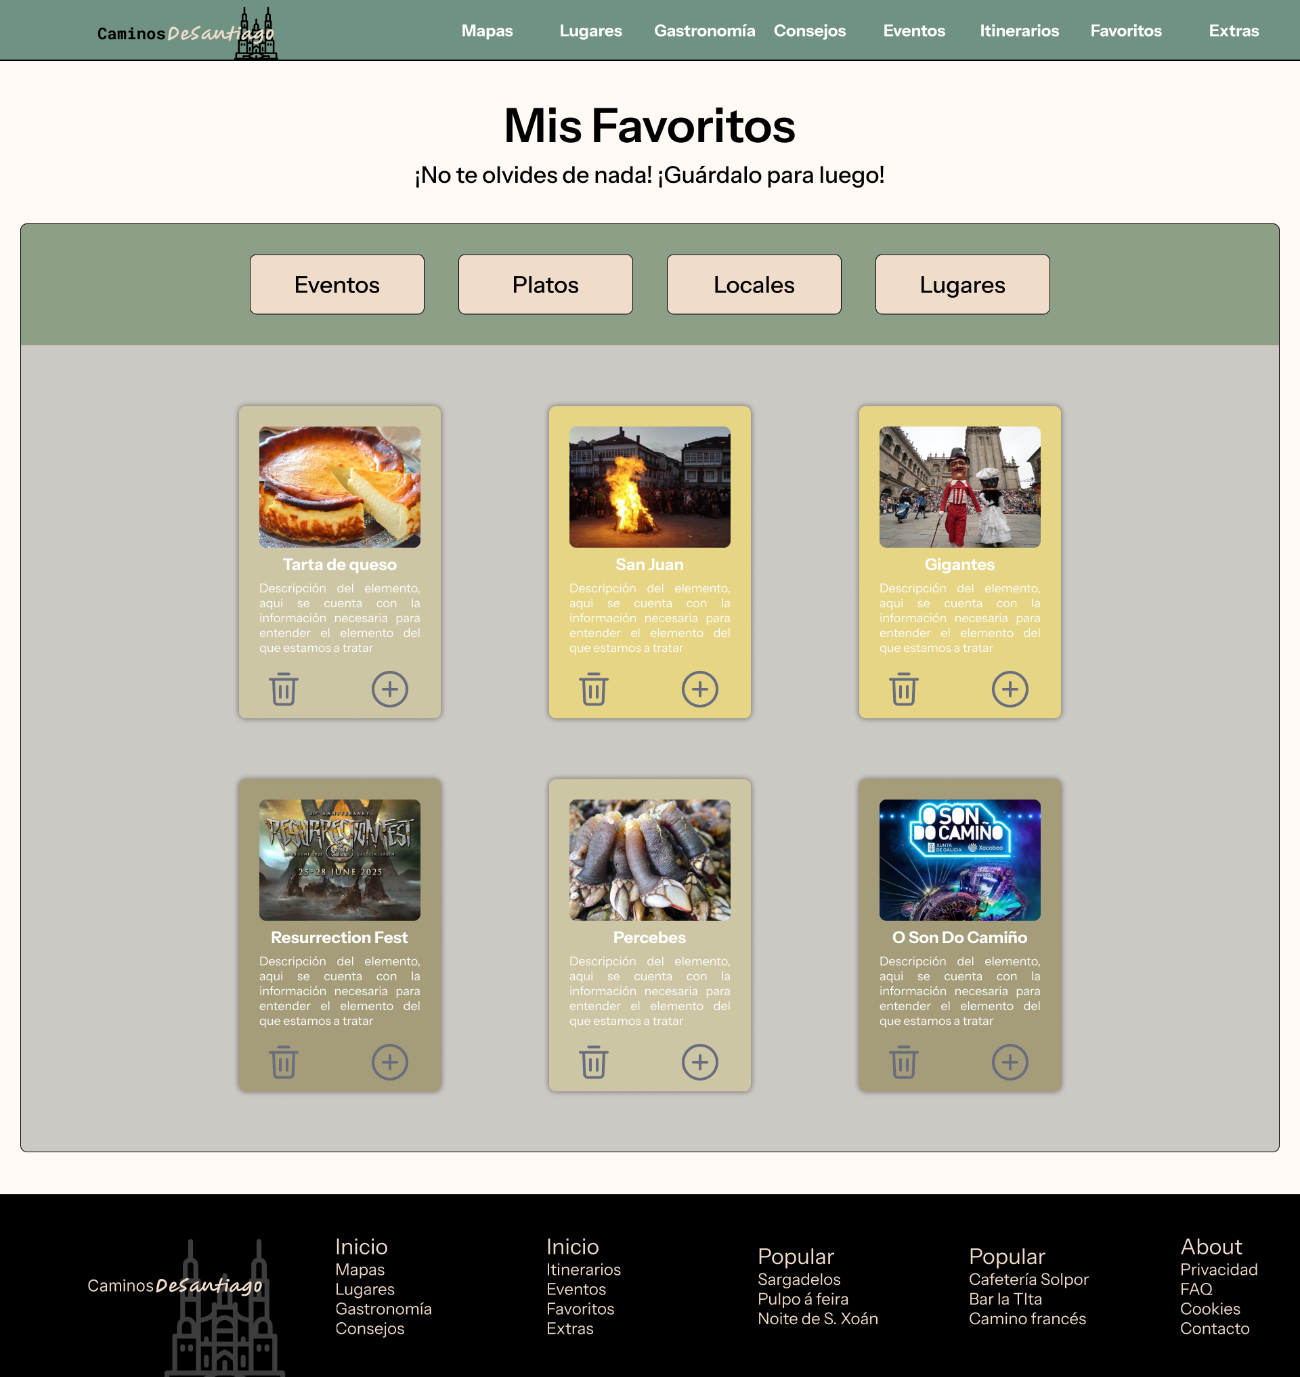 CaminosDeSantiago
Mapas Lugares Gastronomía Consejos Eventos Itinerarios Favoritos Extras
Mis Favoritos
¡No te olvides de nada! ¡Guárdalo para luego!
Eventos Platos Locales Lugares
Tarta de queso
Descripción del elemento,
aqui se cuenta con la
información necesaria para
entender el elemento del
que estamos a tratar
San Juan
Descripción del elemento,
aqui se cuenta con la
información necesaria para
entender el elemento del
que estamos a tratar
Gigantes
Descripción del elemento,
aqui se cuenta con la
información necesaria para
entender el elemento del
que estamos a tratar
RESURRECTION FEST
25-28 JUNE 2025
Resurrection Fest
Descripción del elemento,
aqui se cuenta con la
información necesaria para
entender el elemento del
que estamos a tratar
Percebes
Descripción del elemento,
aqui se cuenta con la
información necesaria para
entender el elemento del
que estamos a tratar
O SON
DO CAMIÑO
XUNTA
DE GALICIA
Xacobeo
O Son Do Camiño
Descripción del elemento,
aqui se cuenta con la
información necesaria para
entender el elemento del
que estamos a tratar
CaminosDeSantiago
Inicio
Mapas
Lugares
Gastronomía
Consejos
Inicio
Itinerarios
Eventos
Favoritos
Extras
Popular
Sargadelos
Pulpo á feira
Noite de S. Xoán
Popular
Cafetería Solpor
Bar la TIta
Camino francés
About
Privacidad
FAQ
Cookies
Contacto